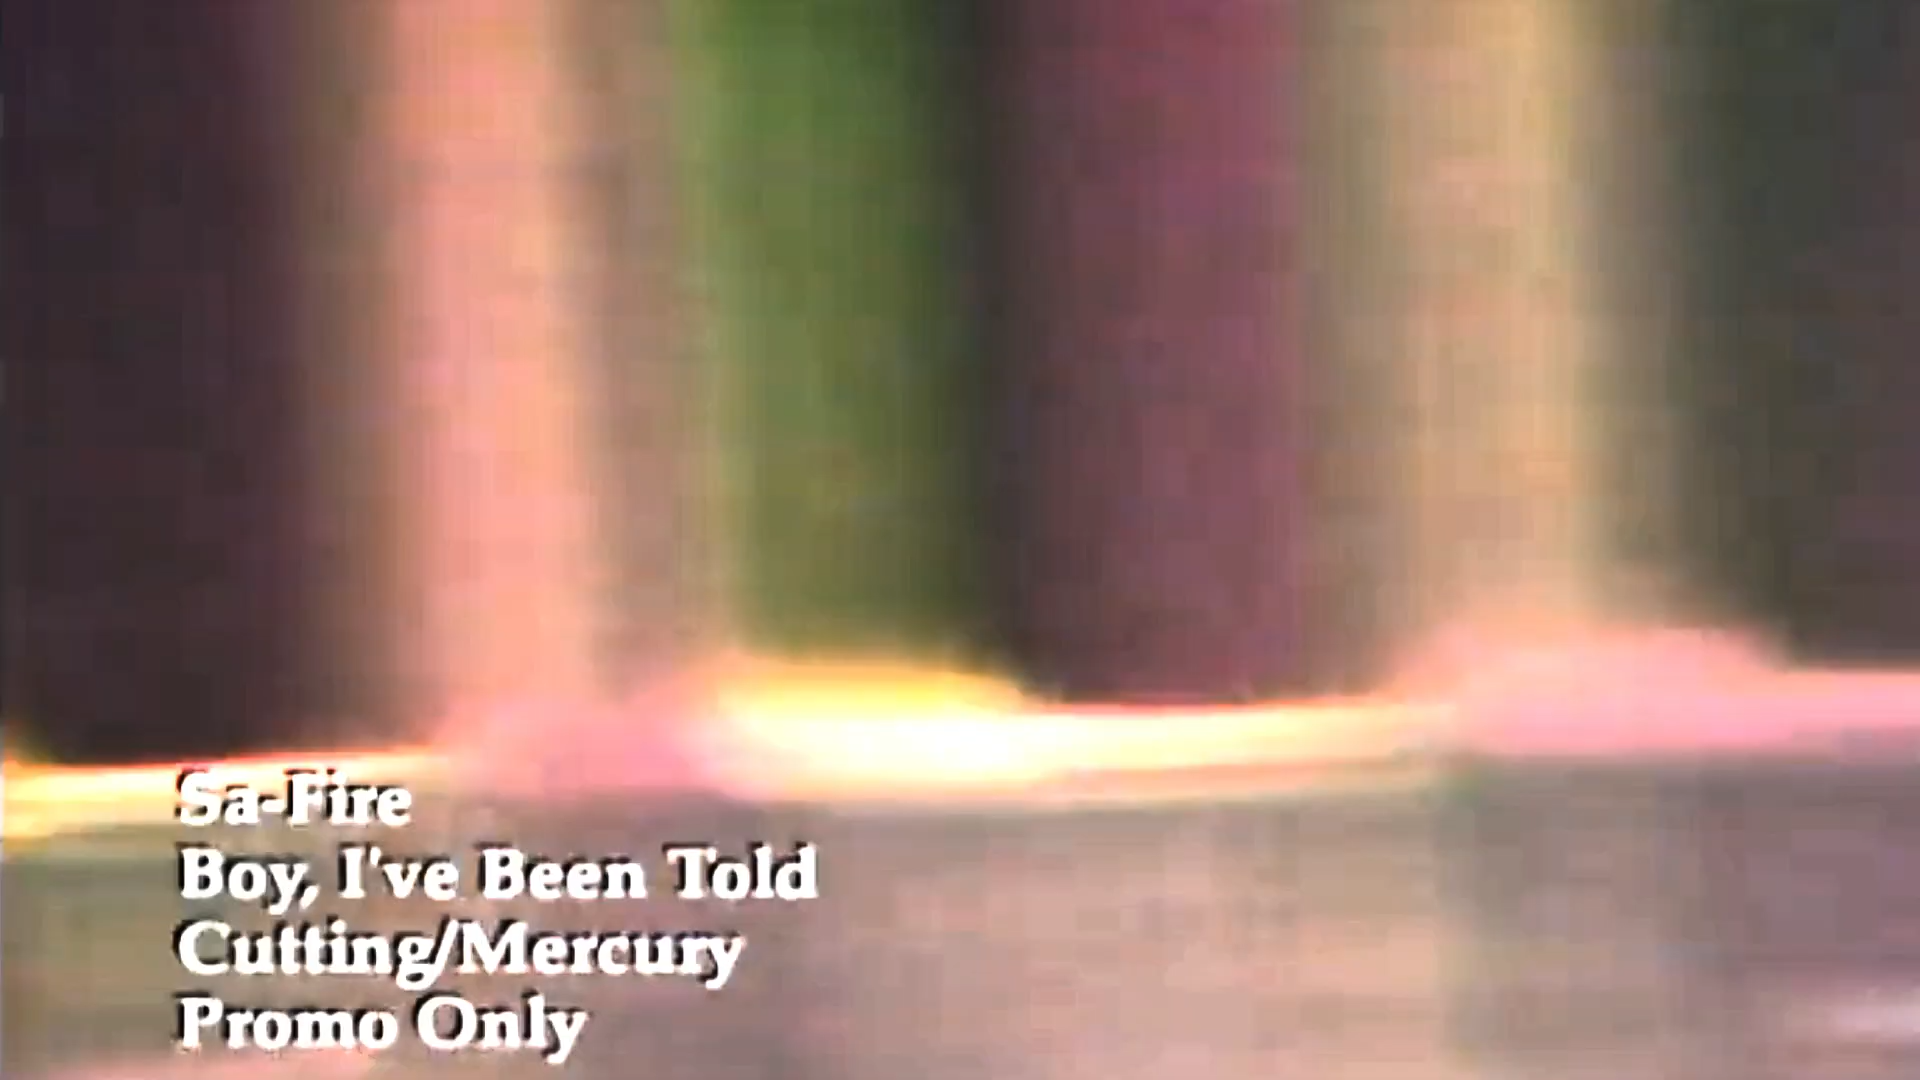 Sa-Fire
Boy, I've Been Told
Cutting/Mercury
Promo Only